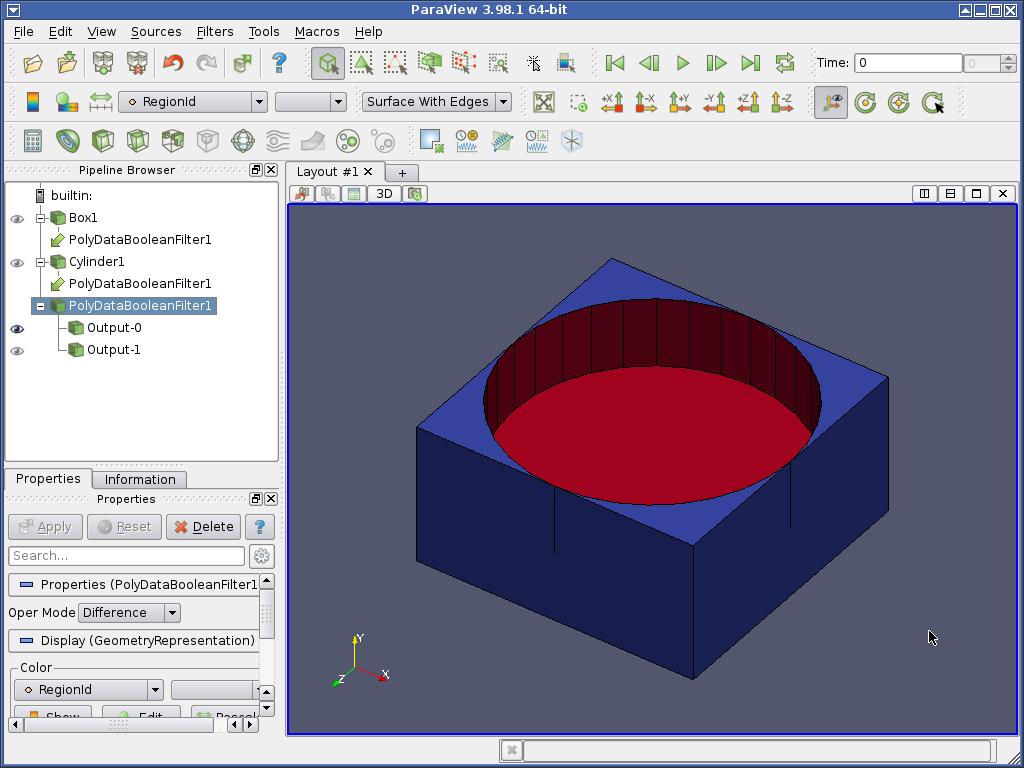 ParaView 3.98.1 64-bit
File Edit View Sources Filters Tools Macros Help
Time: 0 0
RegionId Surface With Edges +X -X +Y -Y +Z -Z
Pipeline Browser
Layout #1 +
3D
builtin:
Box1
PolyDataBooleanFilter1
Cylinder1
PolyDataBooleanFilter1
PolyDataBooleanFilter1
Output-0
Output-1
Properties Information
Properties
Apply Reset Delete ?
Search...
Properties (PolyDataBooleanFilter1
Oper Mode Difference
Display (GeometryRepresentation)
Color
RegionId
Show Edit
Y
X
Z